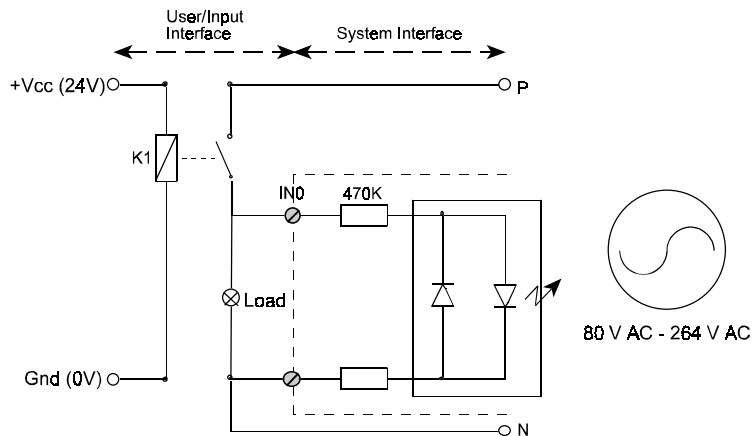 User/Input
Interface
System Interface
+Vcc (24V)
P
K1
IN0
470K
Load
80 V AC - 264 V AC
Gnd (0V)
N